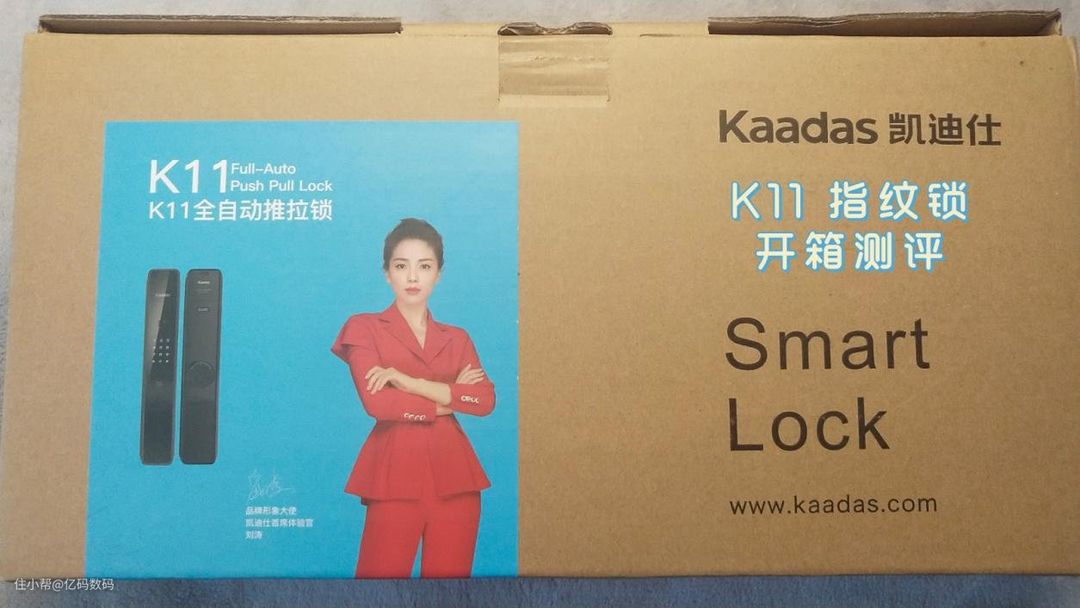 K11 Full-Auto
Push Pull Lock
K11全自动推拉锁
Kaadas
Kaadas
品牌形象大使
凯迪仕首席体验官
刘涛
Kaadas 凯迪仕
K11 指纹锁
开箱测评
Smart
Lock
www.kaadas.com
住小帮@亿码数码